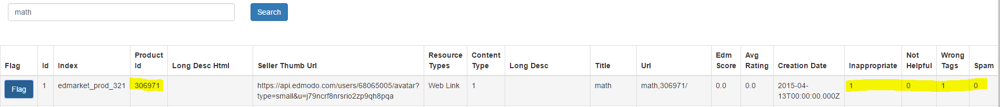 math Search
Flag Id Index Product Id Long Desc Html Seller Thumb Url Resource Types Content Type Long Desc Title Url Edm Score Avg Rating Creation Date Inappropriate Not Helpful Wrong Tags Spam
Flag 1 edmarket_prod_321 306971 https://api.edmodo.com/users/68065005/avatar? Web Link 1 math math,306971/ 0.0 0.0 2015-04- 1 0 1 0
type=small&u=j79ncrf8nrsrio2zp9qh8pqa 13T00:00:00.000Z